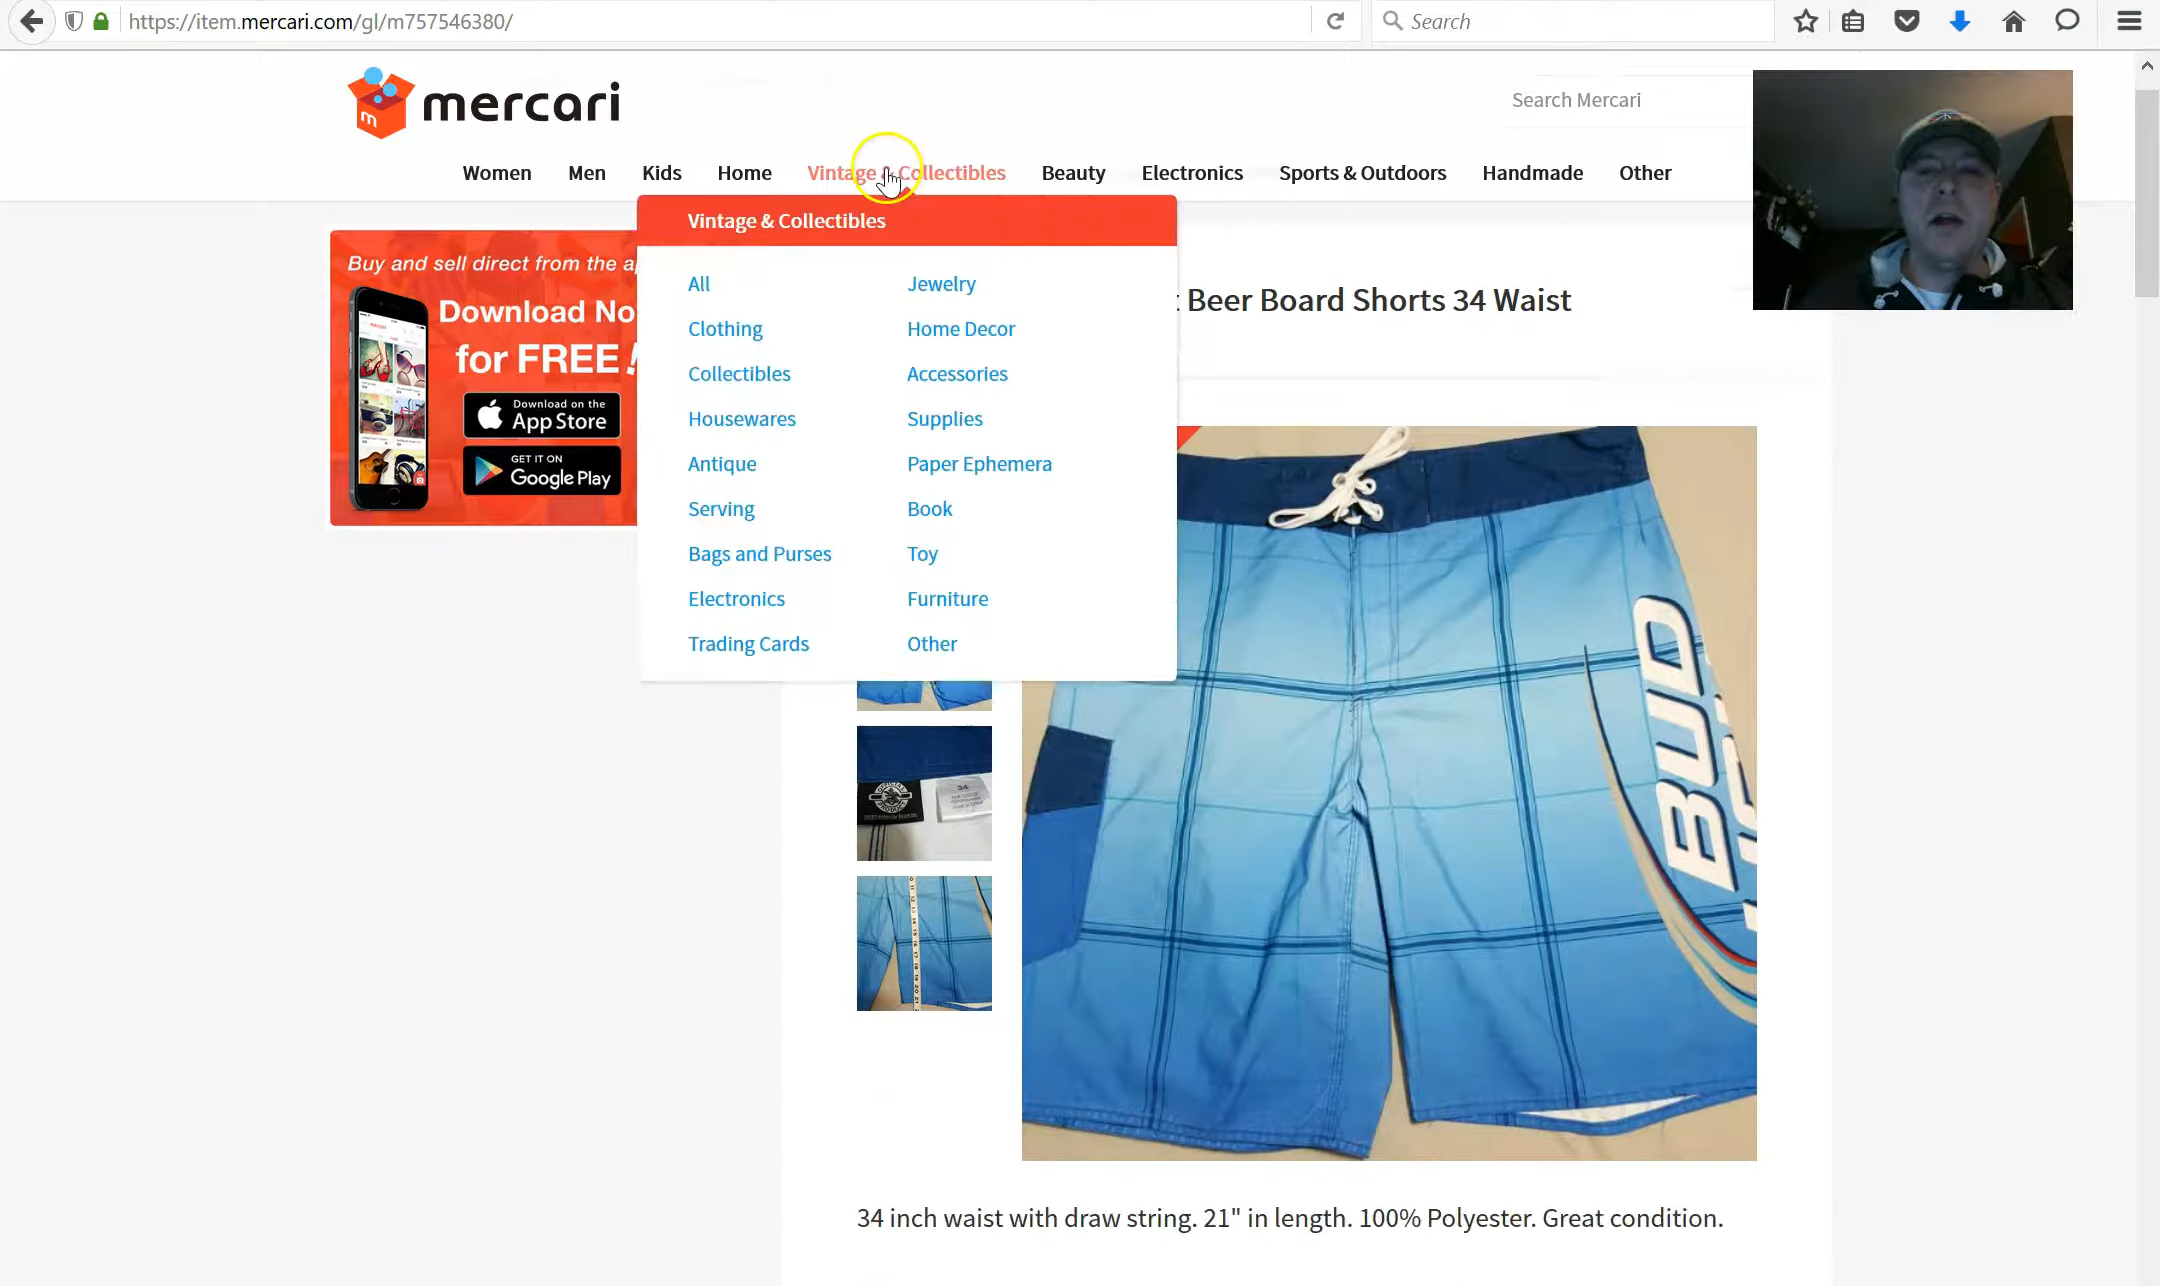 https://item.mercari.com/gl/m757546380/
Search
mercari
Search Mercari
Women Men Kids Home Vintage & Collectibles Beauty Electronics Sports & Outdoors Handmade Other
Vintage & Collectibles
All Jewelry
Clothing Home Decor
Collectibles Accessories
Housewares Supplies
Antique Paper Ephemera
Serving Book
Bags and Purses Toy
Electronics Furniture
Trading Cards Other
Buy and sell direct from the
Download No
for FREE!
Download on the
App Store
GET IT ON
Google Play
Beer Board Shorts 34 Waist
BUD
34
34 inch waist with draw string. 21" in length. 100% Polyester. Great condition.